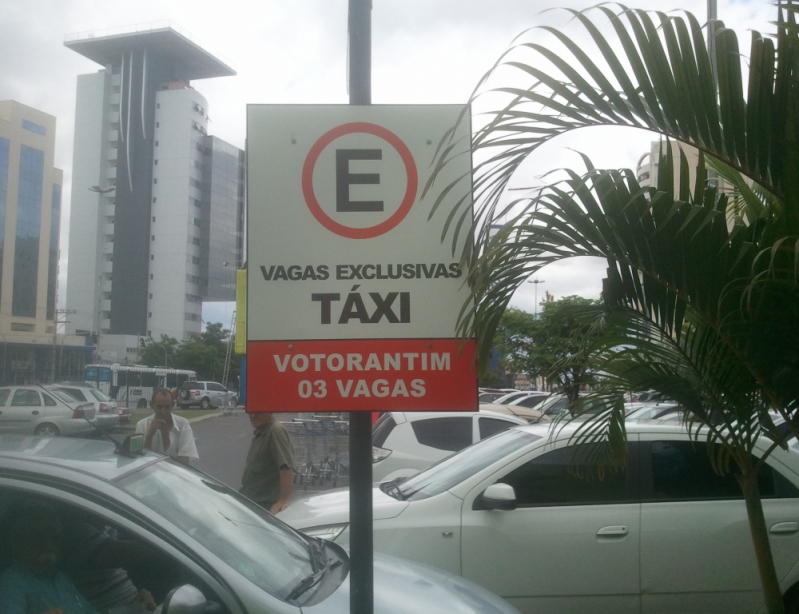 E
VAGAS EXCLUSIVAS
TÁXI
VOTORANTIM
03 VAGAS